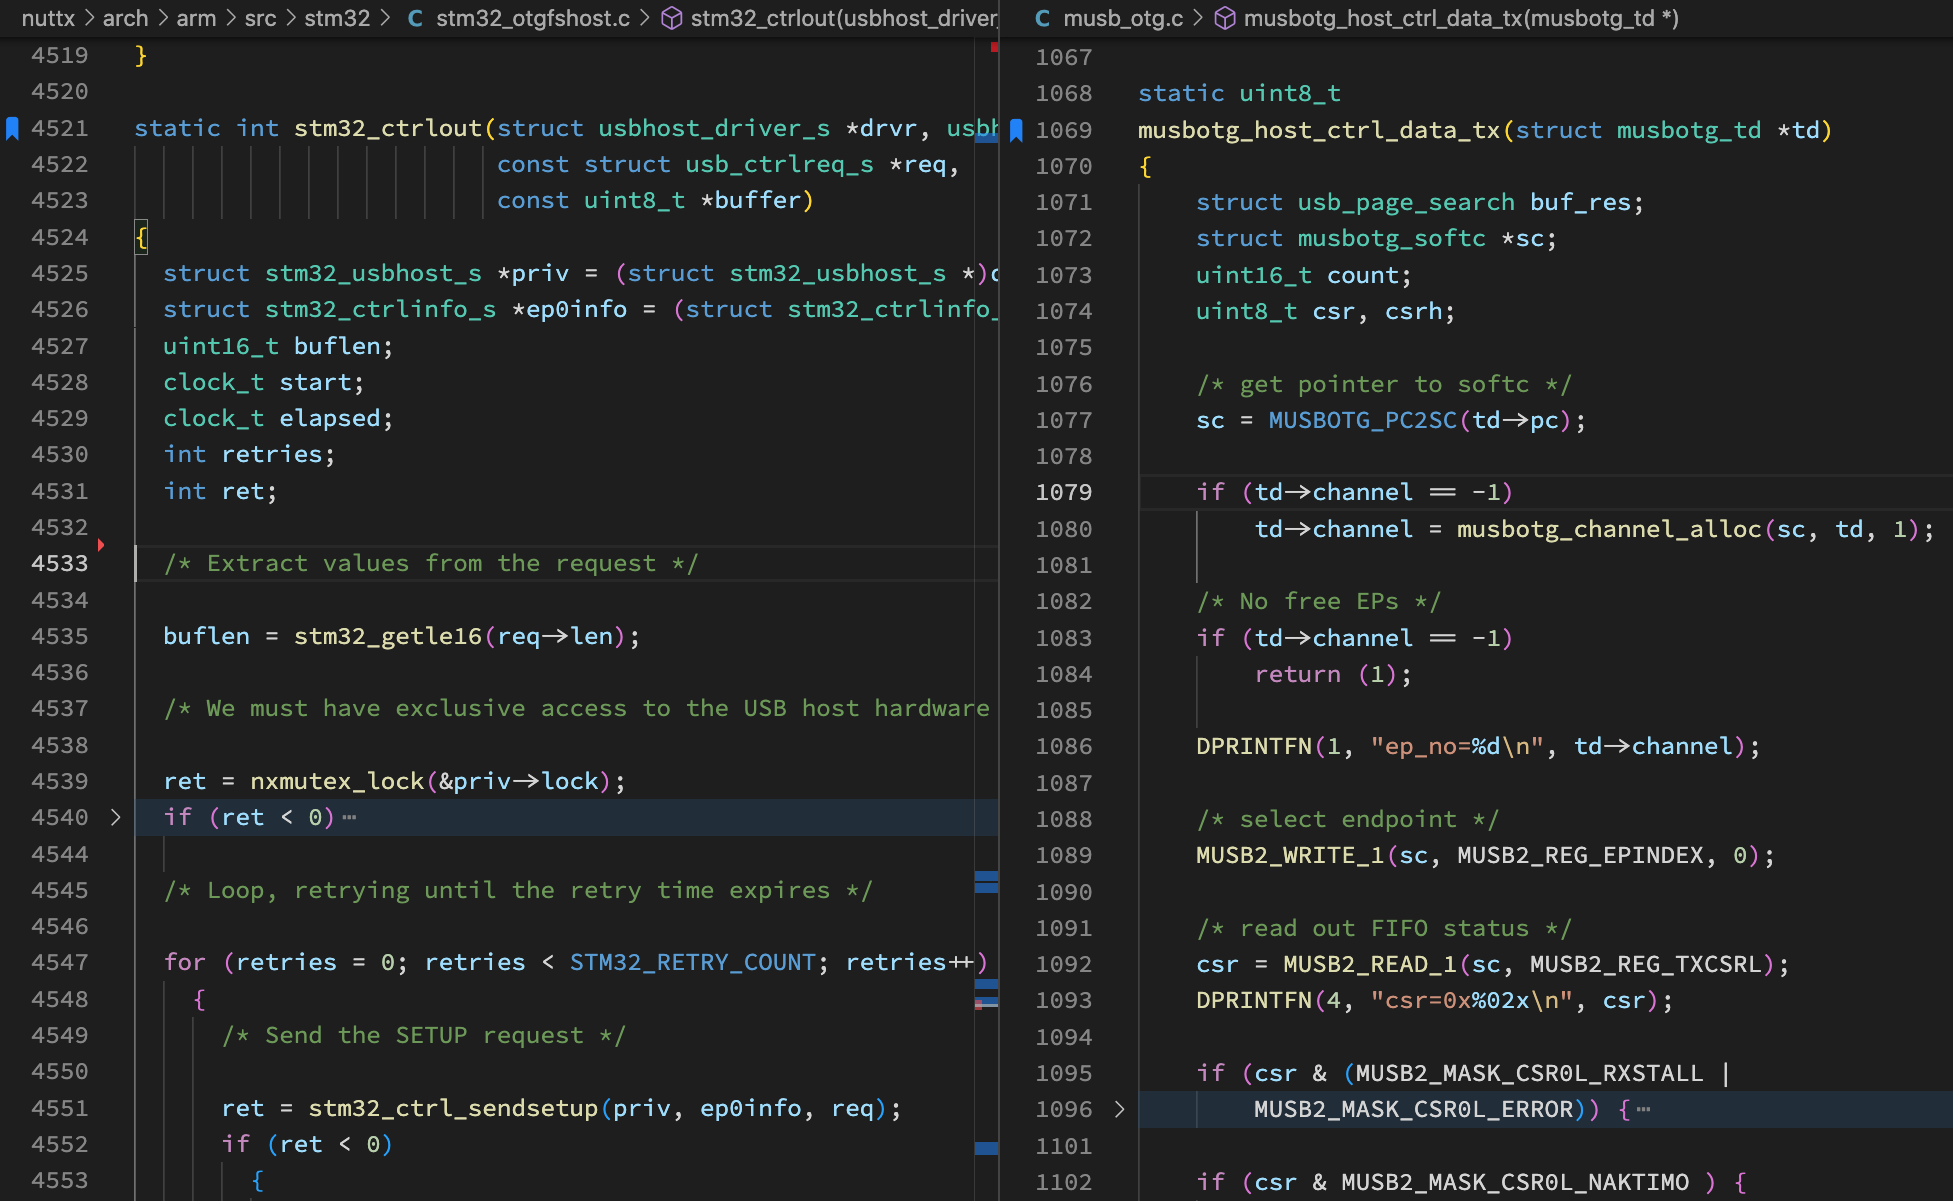 nuttx > arch > arm > src > stm32 > C stm32_otgfshost.c > stm32_ctrlout(usbhost_driver
4519 }
4520
4521 static int stm32_ctrlout(struct usbhost_driver_s *drvr, usbh
4522 const struct usb_ctrlreq_s *req,
4523 const uint8_t *buffer)
4524 {
4525 struct stm32_usbhost_s *priv = (struct stm32_usbhost_s *)d
4526 struct stm32_ctrlinfo_s *ep0info = (struct stm32_ctrlinfo_
4527 uint16_t buflen;
4528 clock_t start;
4529 clock_t elapsed;
4530 int retries;
4531 int ret;
4532
4533 /* Extract values from the request */
4534
4535 buflen = stm32_getle16(req->len);
4536
4537 /* We must have exclusive access to the USB host hardware
4538
4539 ret = nxmutex_lock(&priv->lock);
4540 > if (ret < 0) ⋯
4544
4545 /* Loop, retrying until the retry time expires */
4546
4547 for (retries = 0; retries < STM32_RETRY_COUNT; retries++)
4548 {
4549 /* Send the SETUP request */
4550
4551 ret = stm32_ctrl_sendsetup(priv, ep0info, req);
4552 if (ret < 0)
4553 {
C musb_otg.c > musbotg_host_ctrl_data_tx(musbotg_td *)
1067
1068 static uint8_t
1069 musbotg_host_ctrl_data_tx(struct musbotg_td *td)
1070 {
1071 struct usb_page_search buf_res;
1072 struct musbotg_softc *sc;
1073 uint16_t count;
1074 uint8_t csr, csrh;
1075
1076 /* get pointer to softc */
1077 sc = MUSBOTG_PC2SC(td->pc);
1078
1079 if (td->channel == -1)
1080 td->channel = musbotg_channel_alloc(sc, td, 1);
1081
1082 /* No free EPs */
1083 if (td->channel == -1)
1084 return (1);
1085
1086 DPRINTFN(1, "ep_no=%d\n", td->channel);
1087
1088 /* select endpoint */
1089 MUSB2_WRITE_1(sc, MUSB2_REG_EPINDEX, 0);
1090
1091 /* read out FIFO status */
1092 csr = MUSB2_READ_1(sc, MUSB2_REG_TXCSRL);
1093 DPRINTFN(4, "csr=0x%02x\n", csr);
1094
1095 if (csr & (MUSB2_MASK_CSR0L_RXSTALL |
1096 > MUSB2_MASK_CSR0L_ERROR)) { ⋯
1101
1102 if (csr & MUSB2_MASK_CSR0L_NAKTIMO ) {